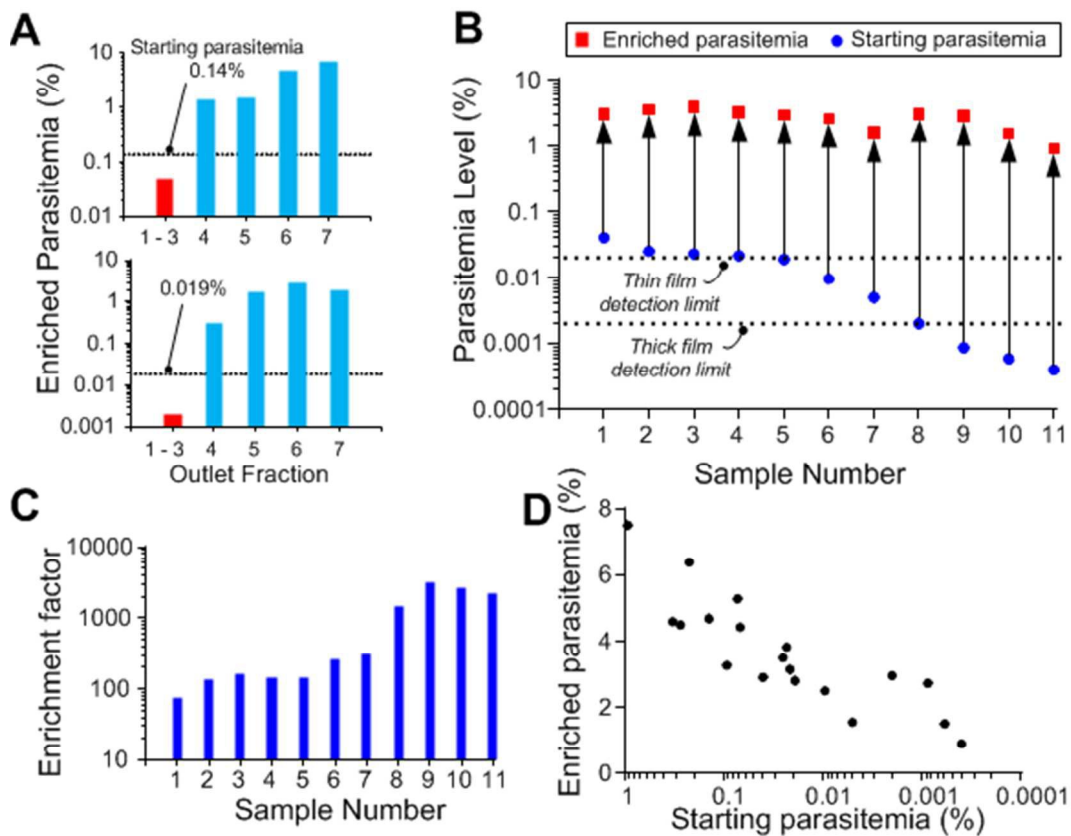 A
Enriched Parasitemia (%)
Starting parasitemia
0.14%
10
1
0.1
0.01
1 - 3 4 5 6 7
0.019%
10
1
0.1
0.01
0.001
1 - 3 4 5 6 7
Outlet Fraction
B
Enriched parasitemia Starting parasitemia
Parasitemia Level (%)
10
1
0.1
0.01
0.001
0.0001
Thin film
detection limit
Thick film
detection limit
1 2 3 4 5 6 7 8 9 10 11
Sample Number
C
Enrichment factor
10000
1000
100
10
1 2 3 4 5 6 7 8 9 10 11
Sample Number
D
Enriched parasitemia (%)
8
6
4
2
0
1 0.1 0.01 0.001 0.0001
Starting parasitemia (%)